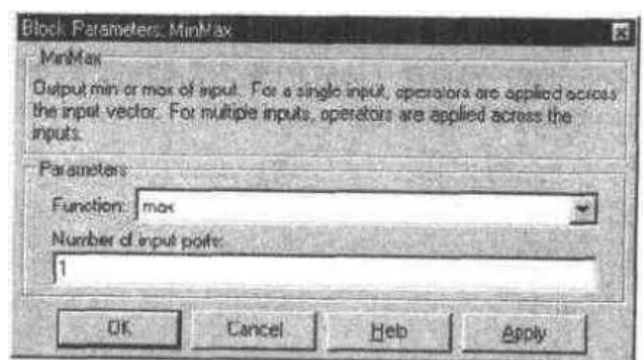 Block Parameters: MinMax
MinMax
Output min or max of input. For a single input, operators are applied across
the input vector. For multiple inputs, operators are applied across the
inputs.
Parameters
Function: max
Number of input ports:
1
OK
Cancel
Help
Apply